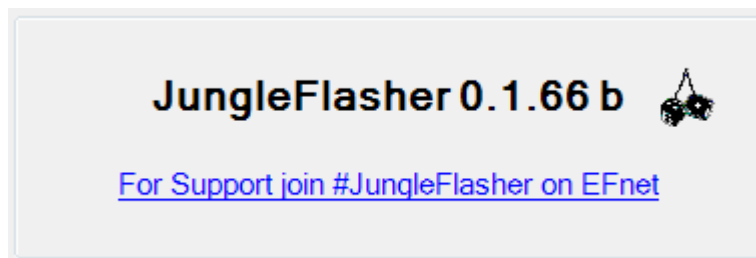 JungleFlasher 0.1.66 b
For Support join #JungleFlasher on EFnet